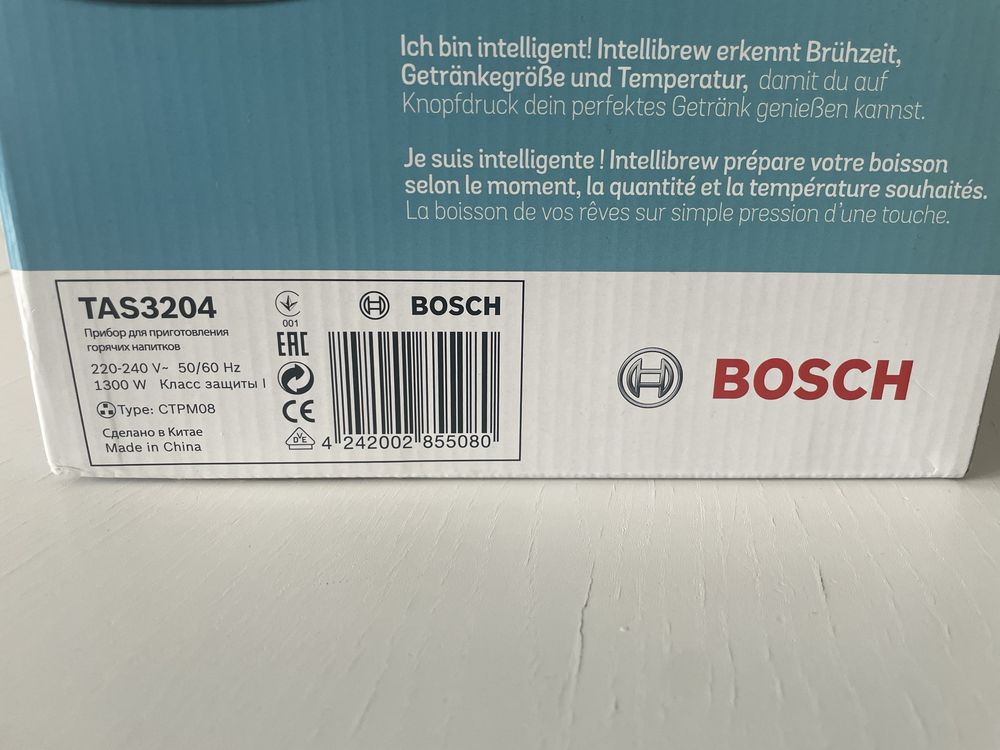 Ich bin intelligent! Intellibrew erkennt Brühzeit,
Getränkegröße und Temperatur, damit du auf
Knopfdruck dein perfektes Getränk genießen kannst.
Je suis intelligente ! Intellibrew prépare votre boisson
selon le moment, la quantité et la température souhaités.
La boisson de vos rêves sur simple pression d'une touche.
TAS3204
Прибор для приготовления
горячих напитков
220-240 V~ 50/60 Hz
1300 W Класс защиты I
Type: CTPM08
Сделано в Китае
Made in China
001
EAC
CE
VDE
BOSCH
4 242002 855080
BOSCH